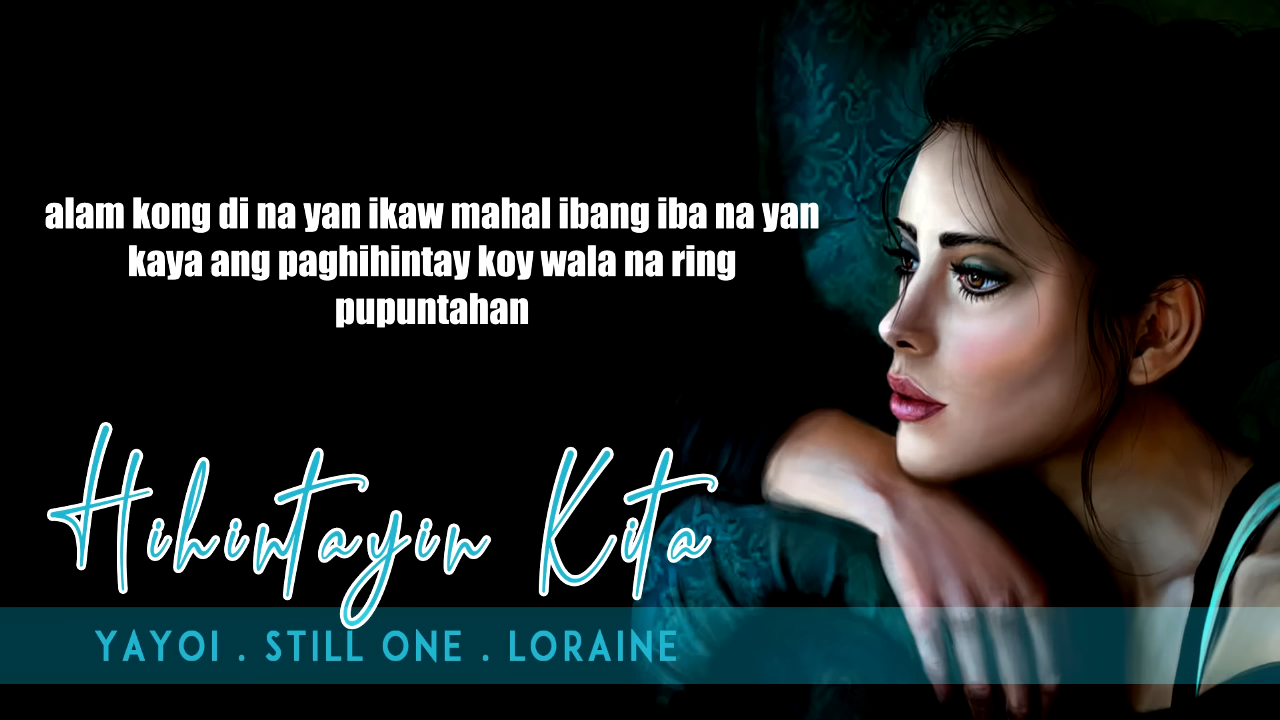 alam kong di na yan ikaw mahal ibang iba na yan
kaya ang paghihintay koy wala na ring
pupuntahan
Hihintayin Kita
YAYOI . STILL ONE . LORAINE